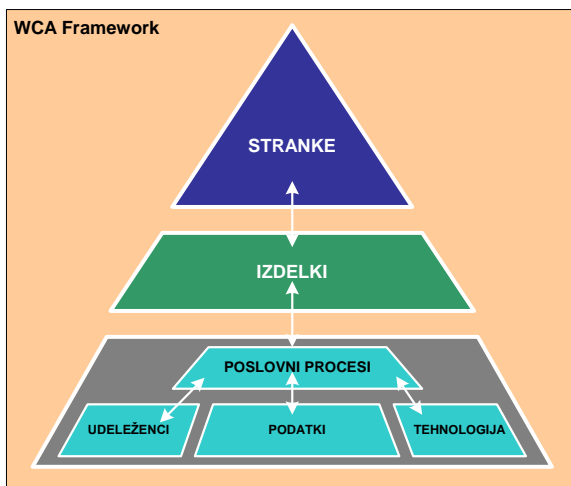 WCA Framework
STRANKE
IZDELKI
POSLOVNI PROCESI
UDELEŽENCI
PODATKI
TEHNOLOGIJA